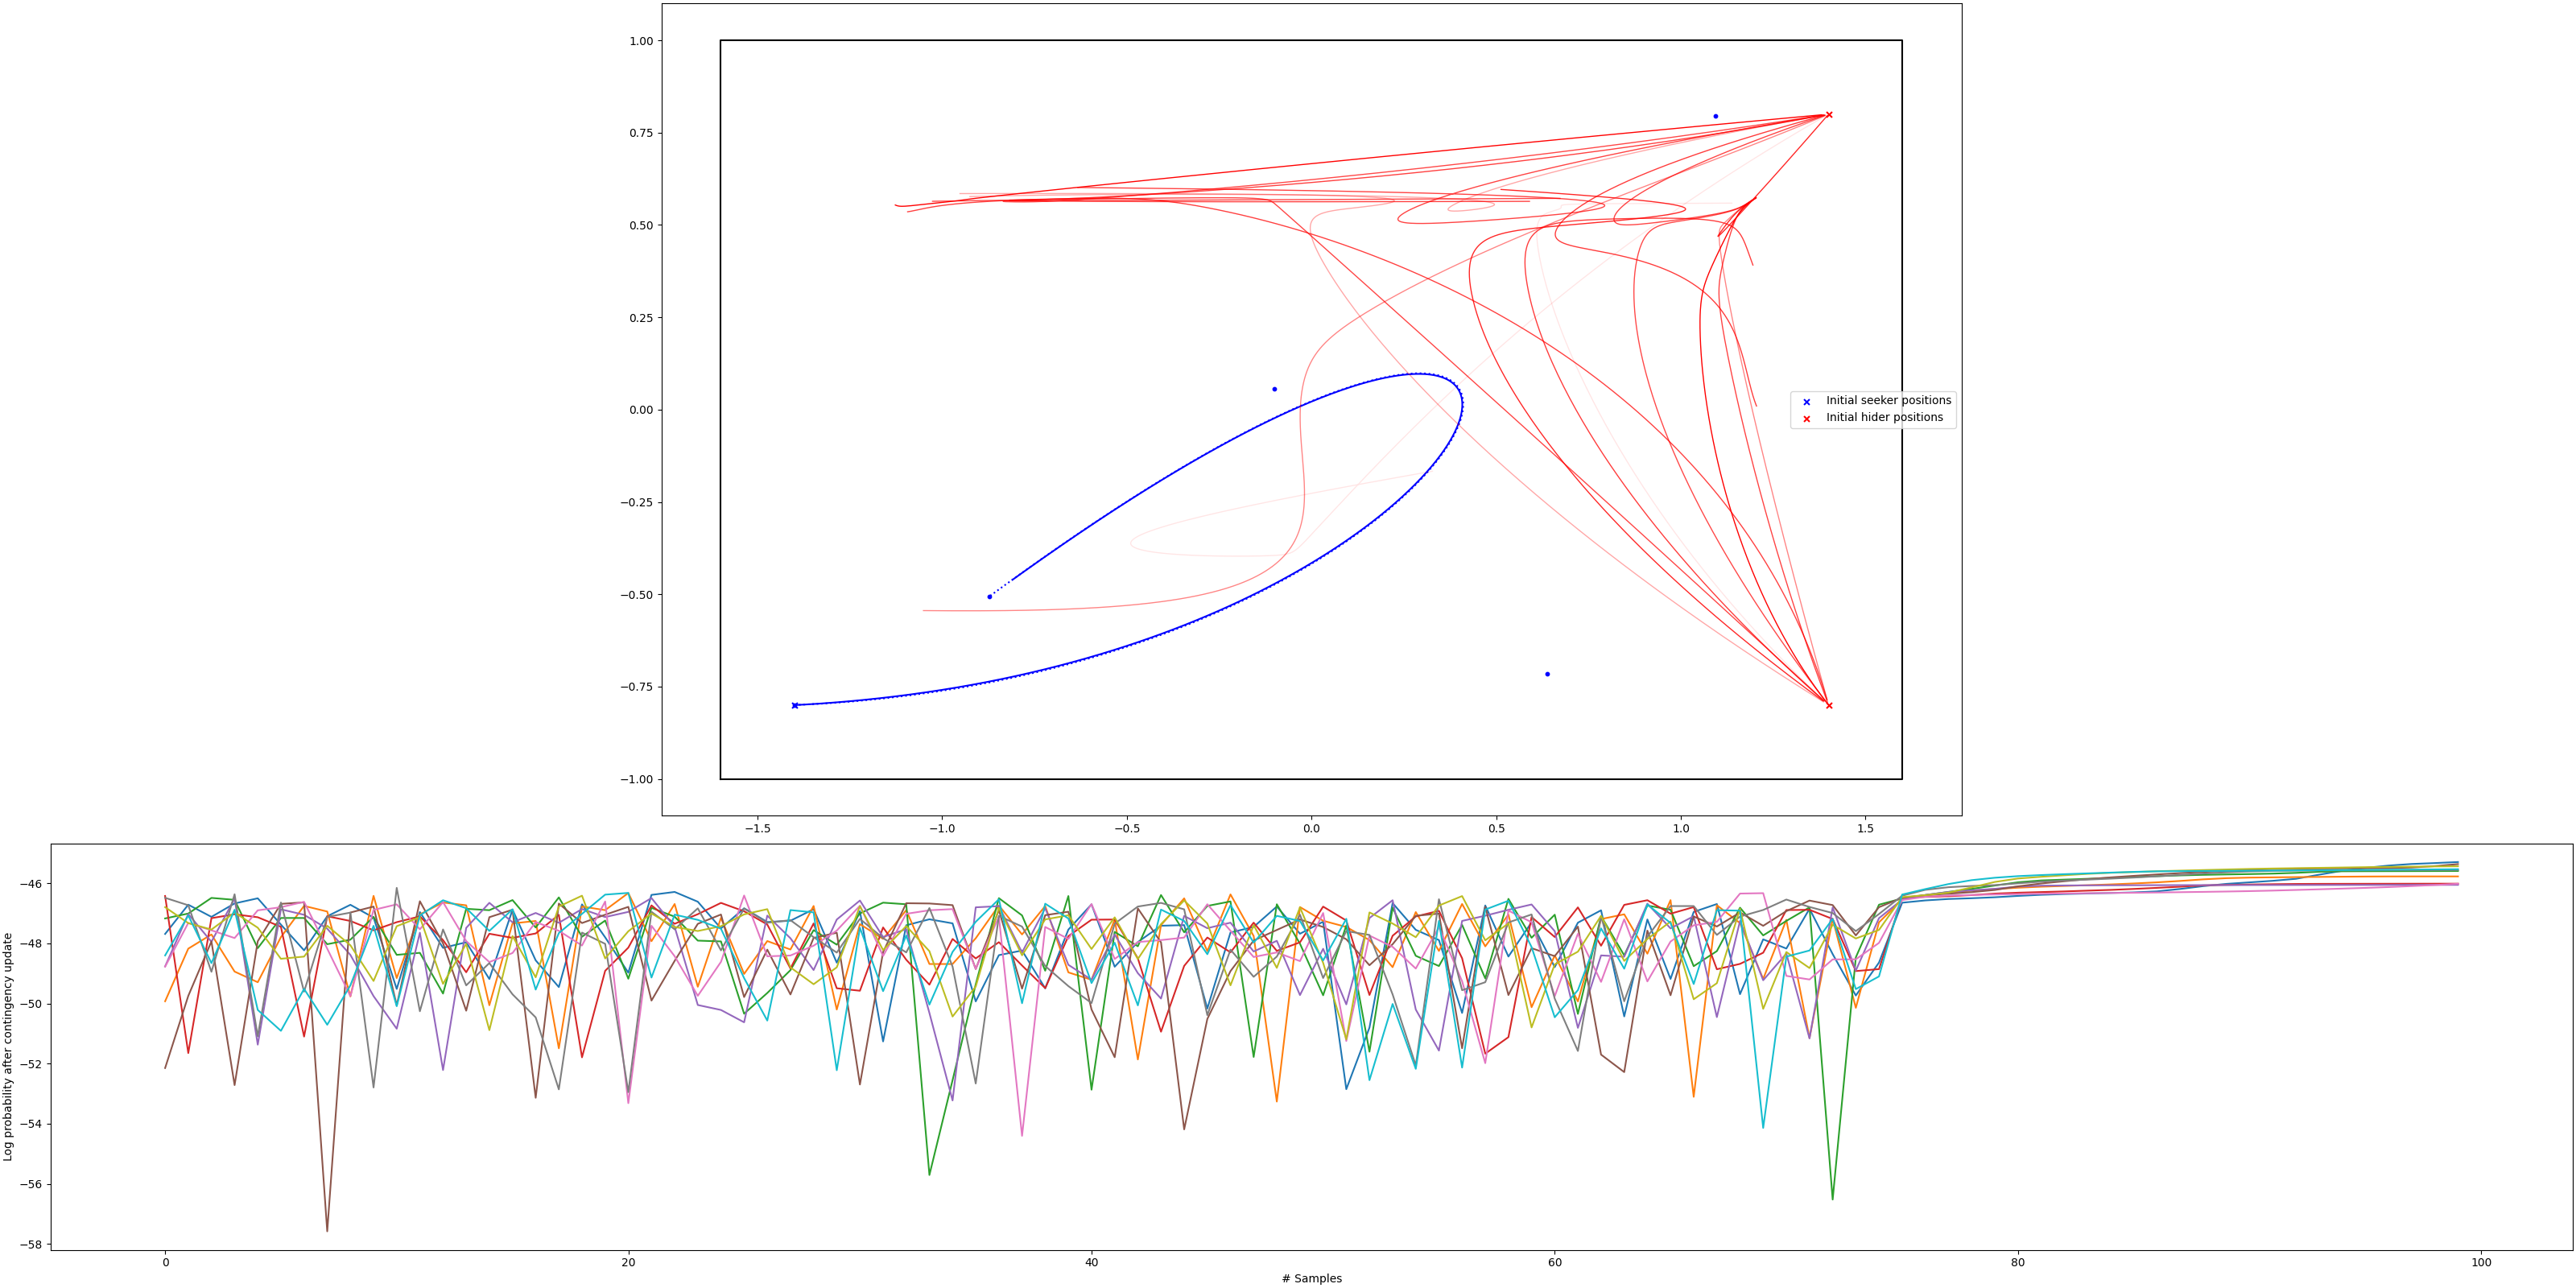 1.00
0.75
0.50
0.25
0.00
−0.25
−0.50
−0.75
−1.00
Initial seeker positions
Initial hider positions
−1.5 −1.0 −0.5 0.0 0.5 1.0 1.5
Log probability after contingency update
−46
−48
−50
−52
−54
−56
−58
0 20 40 60 80 100
# Samples